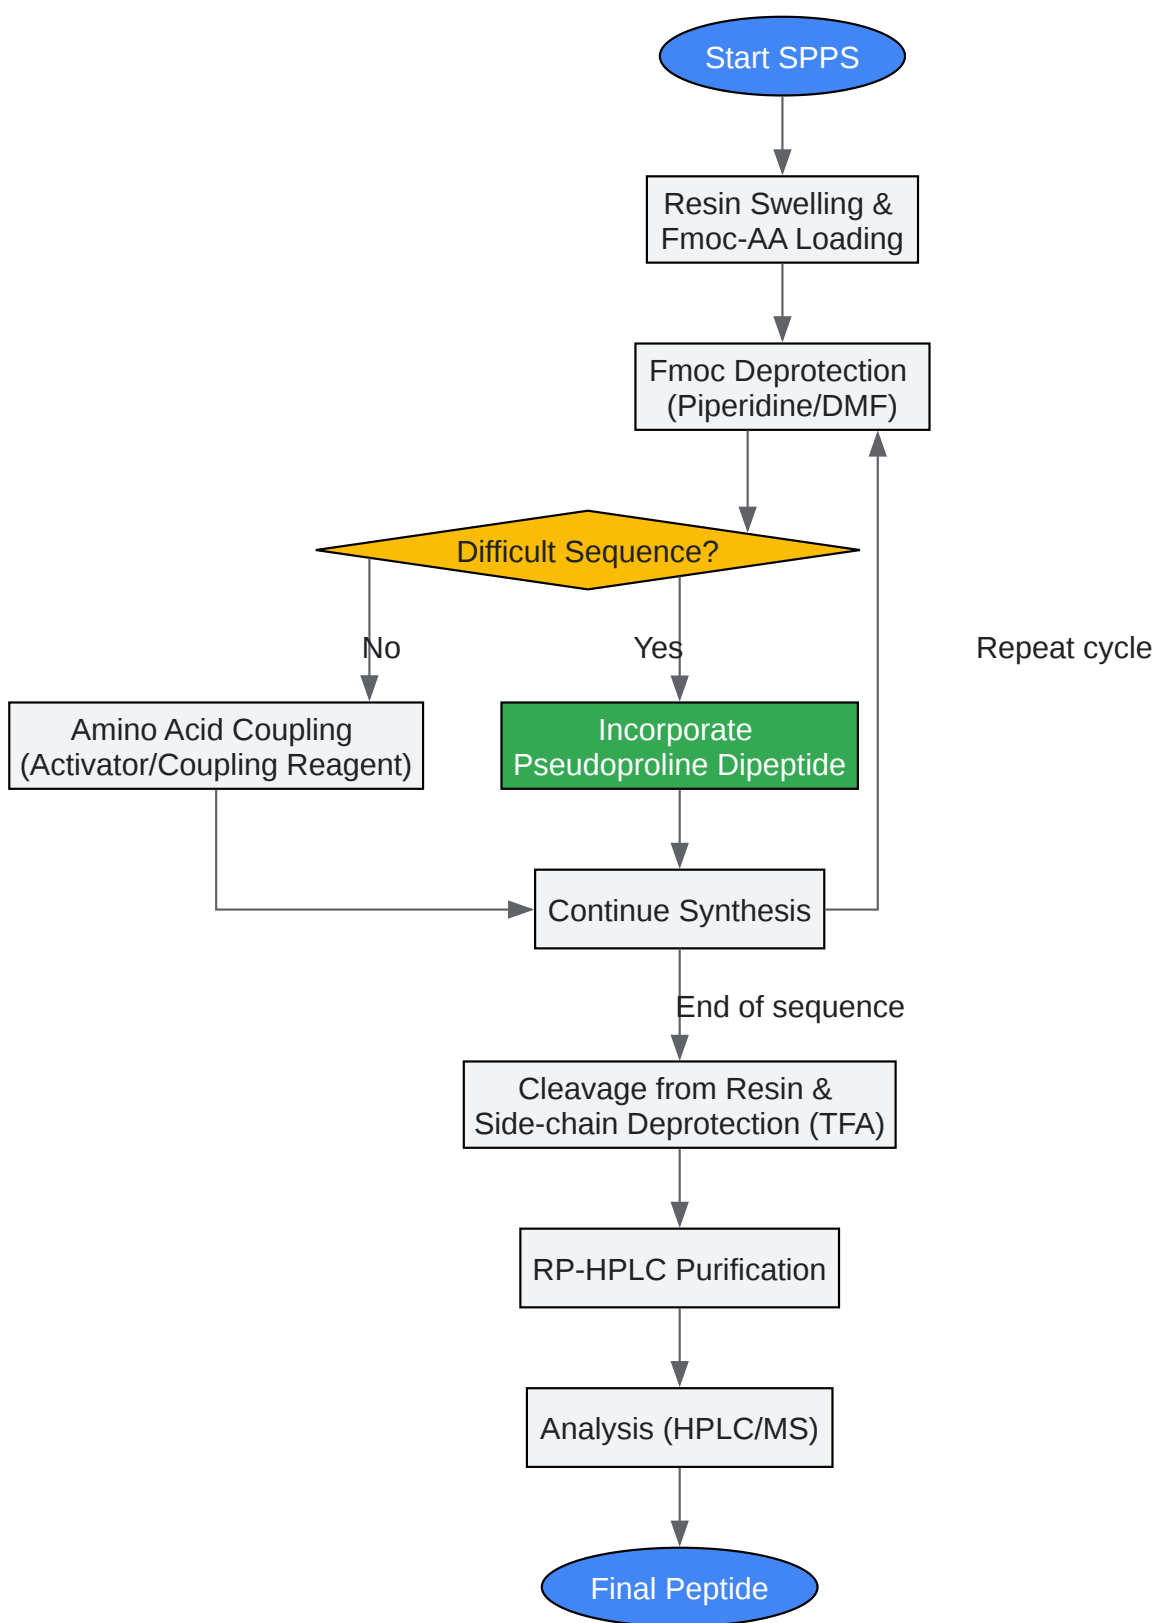 Start SPPS
Resin Swelling &
Fmoc-AA Loading
Fmoc Deprotection
(Piperidine/DMF)
Difficult Sequence?
No
Yes
Repeat cycle
Amino Acid Coupling
(Activator/Coupling Reagent)
Incorporate
Pseudoproline Dipeptide
Continue Synthesis
End of sequence
Cleavage from Resin &
Side-chain Deprotection (TFA)
RP-HPLC Purification
Analysis (HPLC/MS)
Final Peptide